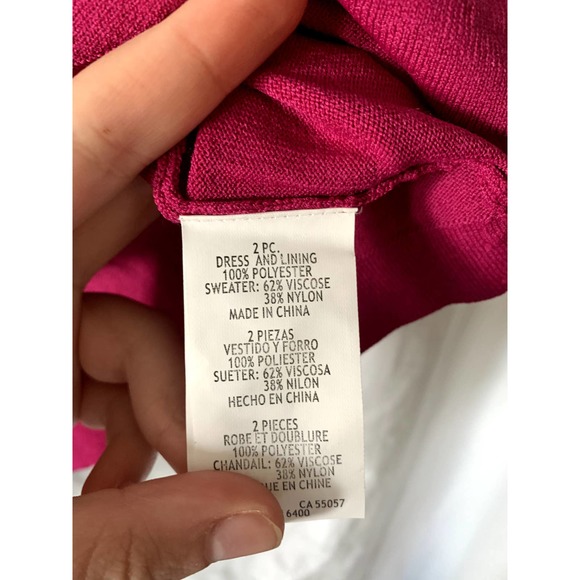 2 PC.
DRESS AND LINING
100% POLYESTER
SWEATER: 62% VISCOSE
38% NYLON
MADE IN CHINA
2 PIEZAS
VESTIDO Y FORRO
100% POLIESTER
SUETER: 62% VISCOSA
38% NILON
HECHO EN CHINA
2 PIECES
ROBE ET DOUBLURE
100% POLYESTER
CHANDAIL: 62% VISCOSE
38% NYLON
EN CHINE
CA 55057
6400